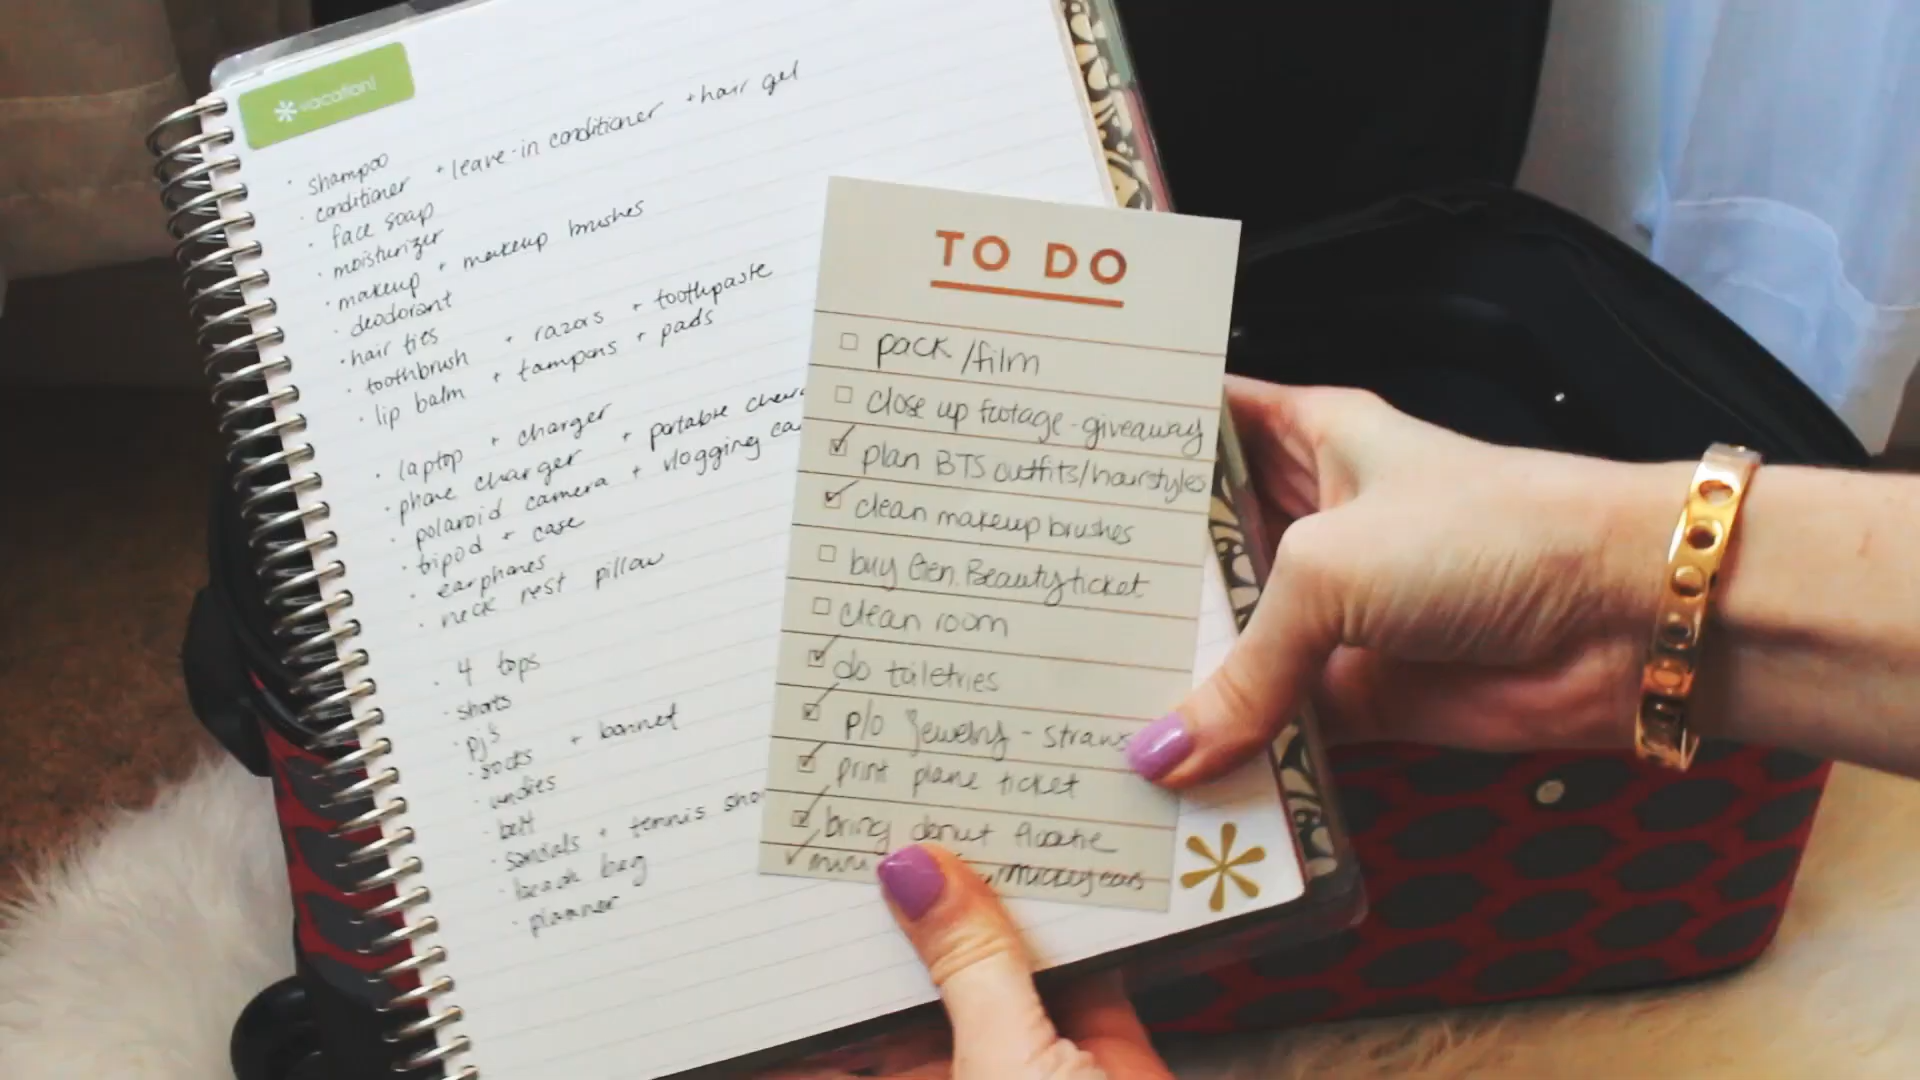 vacation!
· shampoo
· conditioner + leave-in conditioner + hair gel
· face soap
· moisturizer
· makeup + makeup brushes
· deodorant
· hair ties
· toothbrush + razors + toothpaste
· lip balm + tampons + pads
· laptop + charger
· phone charger + portable
· polaroid camera + vlogging
· tripod + case
· earphones
· neck rest pillow
· 4 tops
· shorts
· pj's
· socks + bonnet
· undies
· belt
· sandals + tennis
· beach bag
· planner
TO DO
pack/film
close up footage - giveaway
plan BTS outfits/hairstyles
clean makeup brushes
buy Gen. Beauty ticket
clean room
do toiletries
p/o jewelry - straws
print plane ticket
bring donut floatie